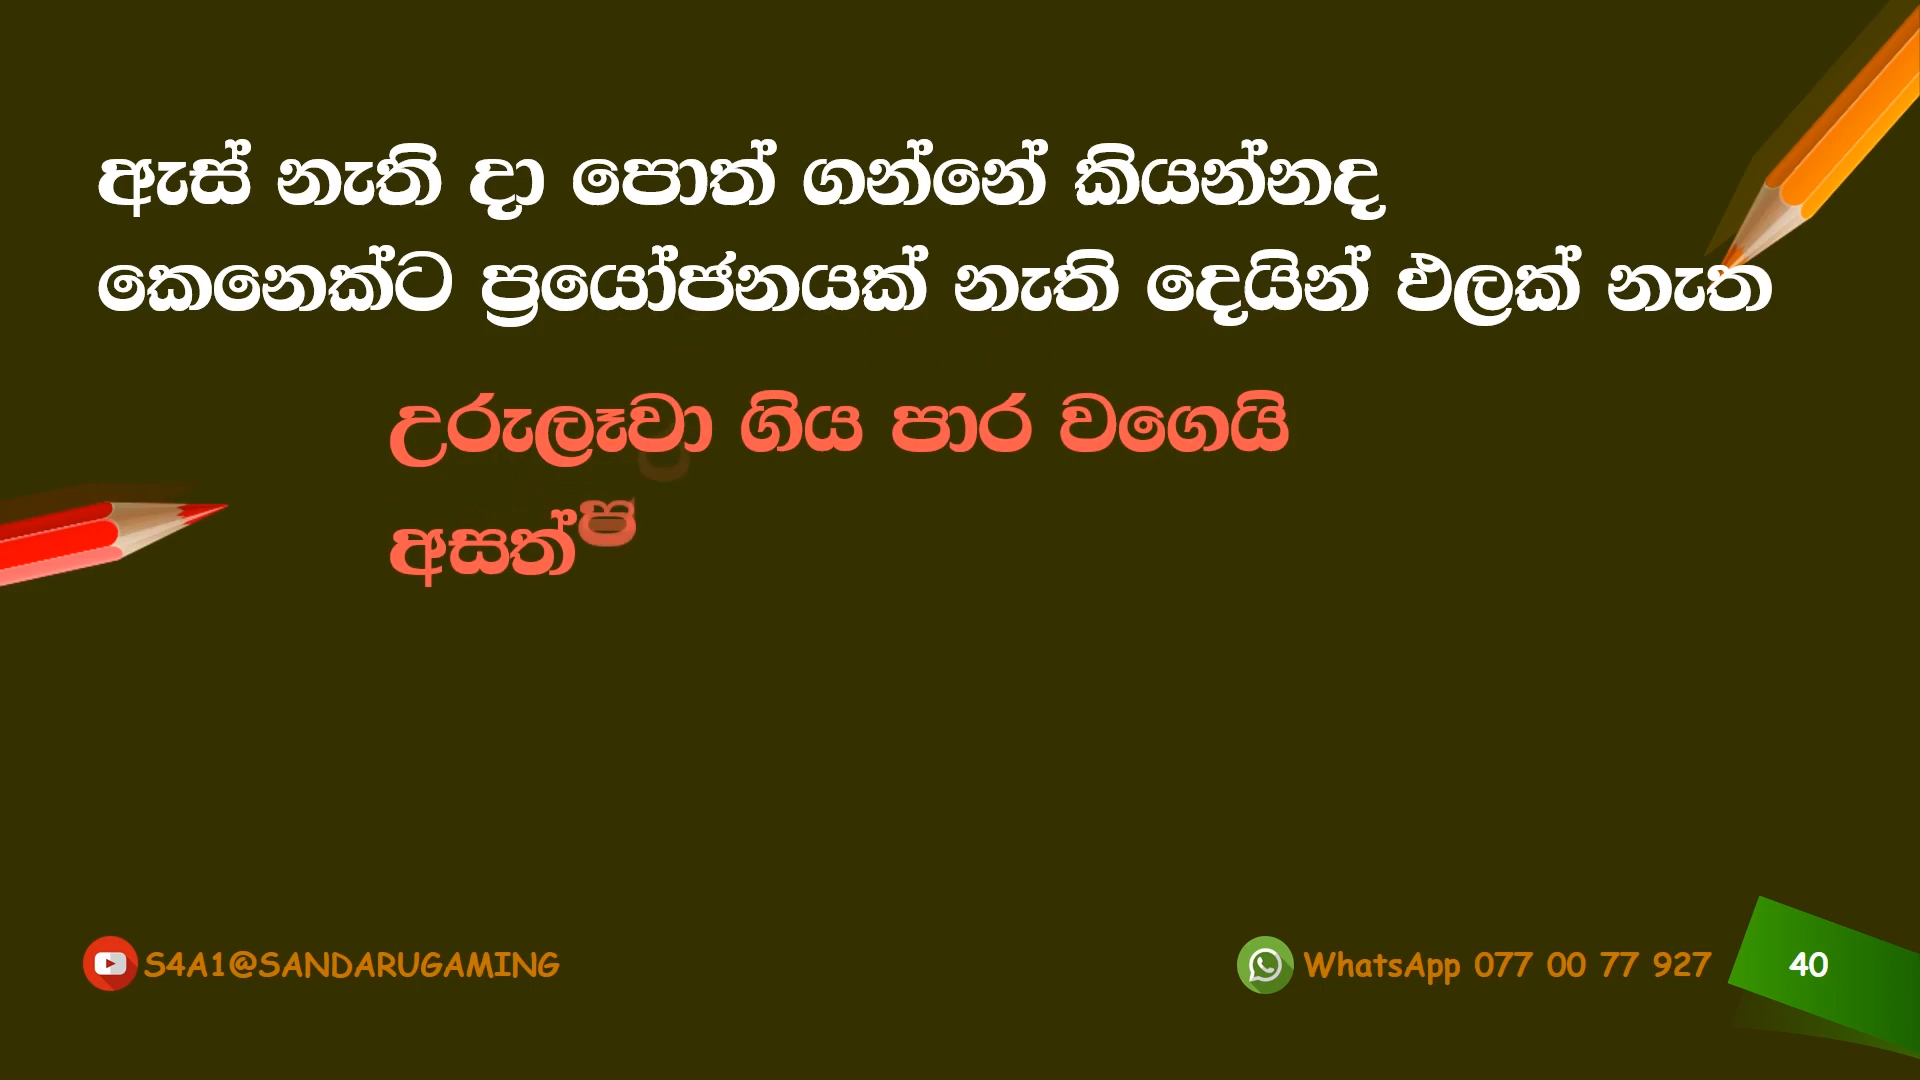 ඇස් නැති දා පොත් ගන්නේ කියන්නද
කෙනෙක්ට ප්‍රයෝජනයක් නැති දෙයින් ඵලක් නැත
උරුලෑවා ගිය පාර වගෙයි
අසත්ප
S4A1@SANDARUGAMING
WhatsApp 077 00 77 927
40